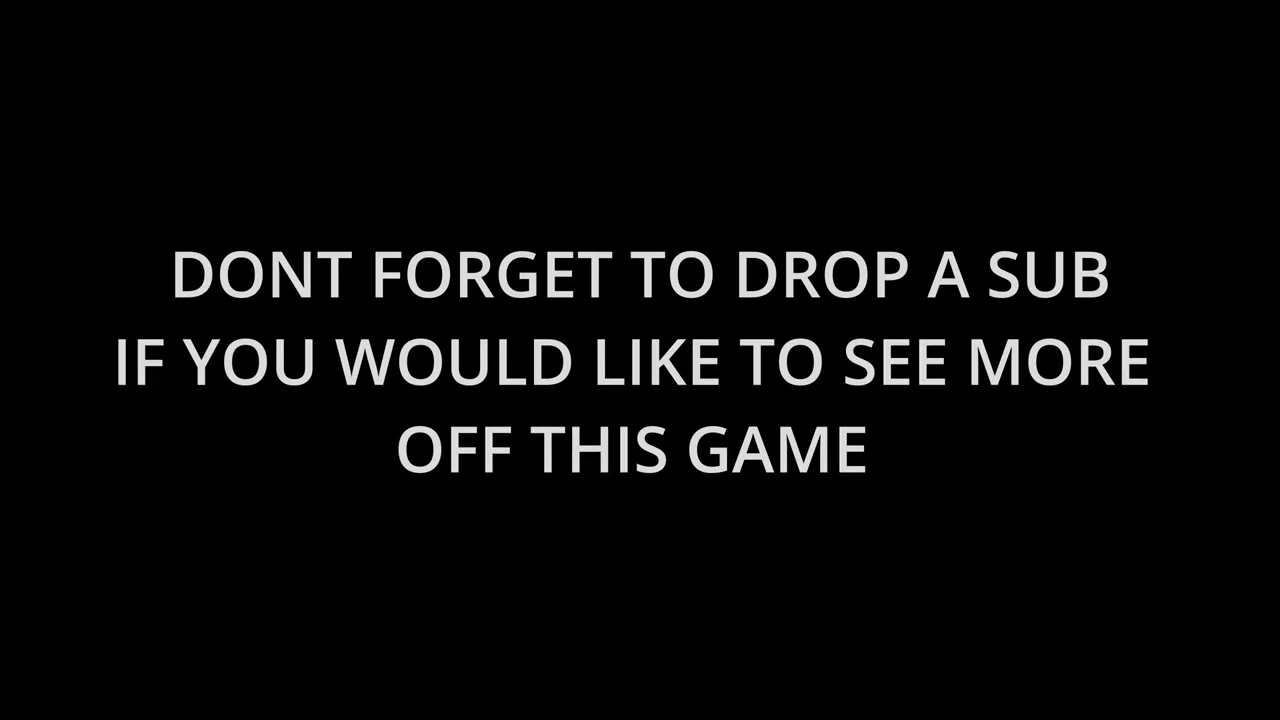 DONT FORGET TO DROP A SUB
IF YOU WOULD LIKE TO SEE MORE
OFF THIS GAME